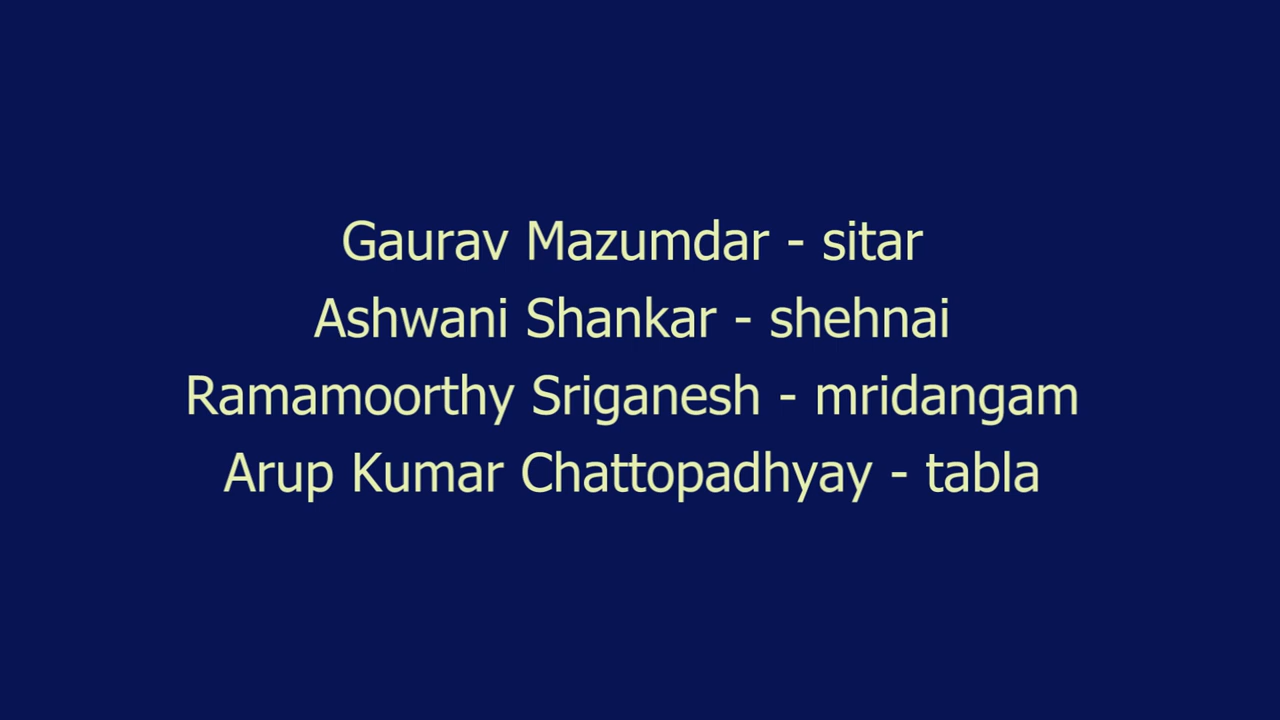 Gaurav Mazumdar - sitar
Ashwani Shankar - shehnai
Ramamoorthy Sriganesh - mridangam
Arup Kumar Chattopadhyay - tabla